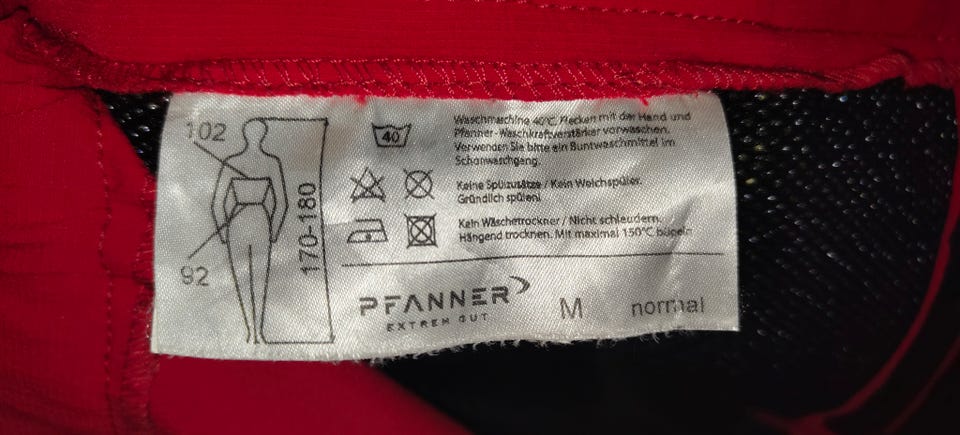 102
92
170-180
40
Waschmaschine 40°C. Flecken mit der Hand und
Pfanner-Waschkraftverstärker vorwaschen.
Verwenden Sie bitte ein Buntwaschmittel im
Schonwaschgang.
Keine Spülzusätze / Kein Weichspüler.
Gründlich spülen!
Kein Wäschetrockner / Nicht schleudern.
Hängend trocknen. Mit maximal 150°C bügeln
PFANNER
EXTREM GUT
M normal